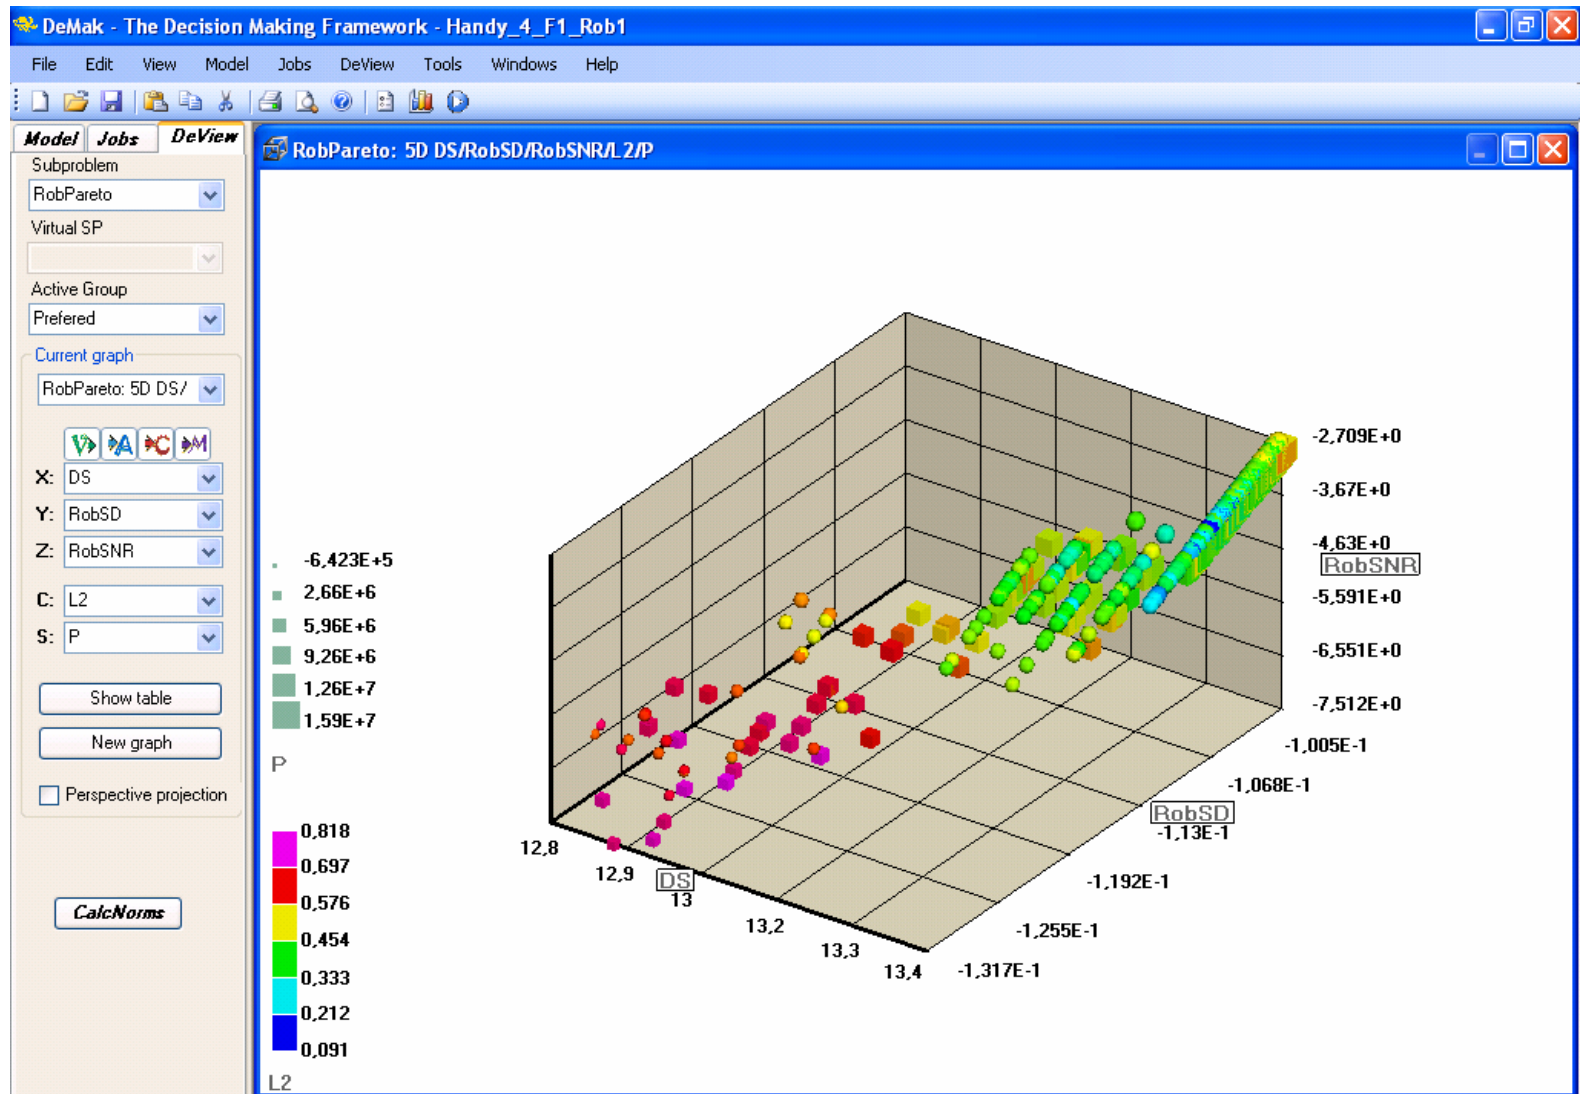 DeMak - The Decision Making Framework - Handy_4_F1_Rob1
File Edit View Model Jobs DeView Tools Windows Help
Model Jobs DeView
Subproblem
RobPareto
Virtual SP
Active Group
Prefered
Current graph
RobPareto: 5D DS/
V A C M
X: DS
Y: RobSD
Z: RobSNR
C: L2
S: P
Show table
New graph
Perspective projection
CalcNorms
RobPareto: 5D DS/RobSD/RobSNR/L2/P
-6,423E+5
2,66E+6
5,96E+6
9,26E+6
1,26E+7
1,59E+7
P
0,818
0,697
0,576
0,454
0,333
0,212
0,091
L2
-2,709E+0
-3,67E+0
-4,63E+0
RobSNR
-5,591E+0
-6,551E+0
-7,512E+0
-1,005E-1
-1,068E-1
RobSD
-1,13E-1
-1,192E-1
-1,255E-1
-1,317E-1
12,8
12,9
DS
13
13,2
13,3
13,4